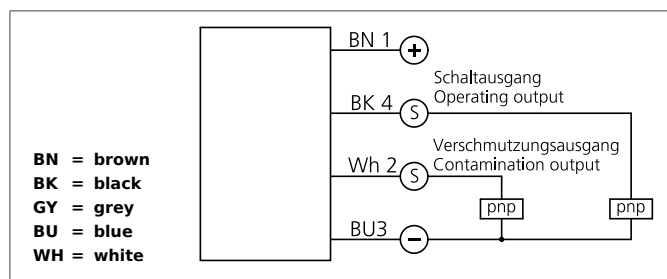 BN 1
+
Schaltausgang
Operating output
BK 4
S
Verschmutzungsausgang
Contamination output
Wh 2
S
pnp
pnp
BU3
−
BN = brown
BK = black
GY = grey
BU = blue
WH = white